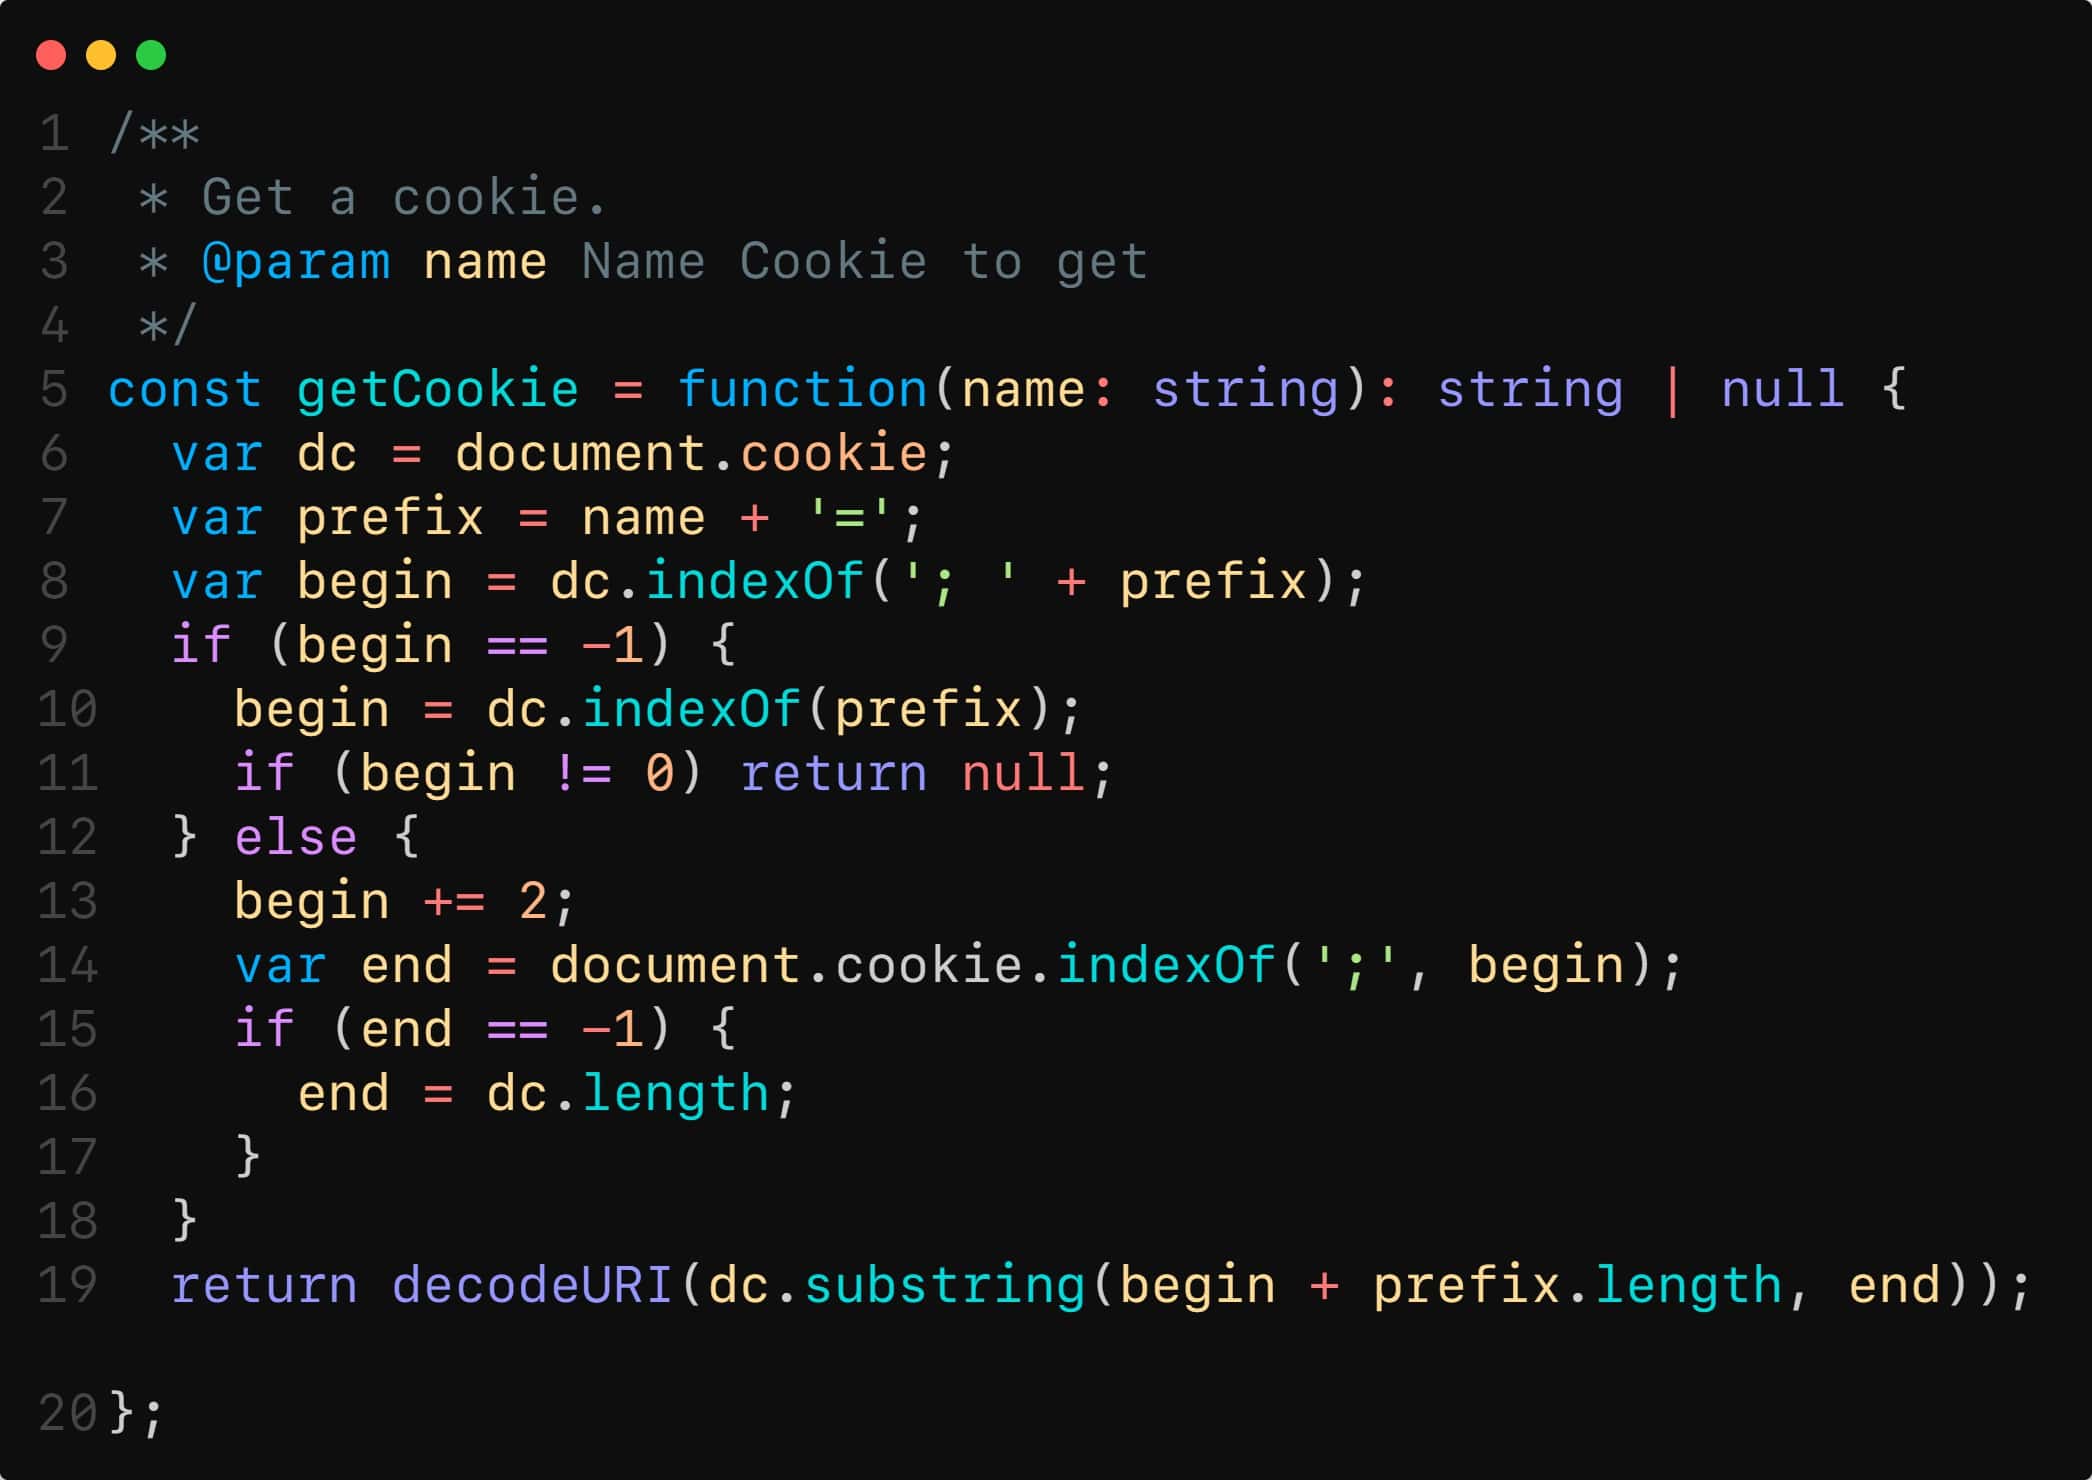 1 /**
2  * Get a cookie.
3  * @param name Name Cookie to get
4  */
5 const getCookie = function(name: string): string | null {
6   var dc = document.cookie;
7   var prefix = name + '=';
8   var begin = dc.indexOf('; ' + prefix);
9   if (begin == -1) {
10     begin = dc.indexOf(prefix);
11     if (begin != 0) return null;
12   } else {
13     begin += 2;
14     var end = document.cookie.indexOf(';', begin);
15     if (end == -1) {
16       end = dc.length;
17     }
18   }
19   return decodeURI(dc.substring(begin + prefix.length, end));
20 };